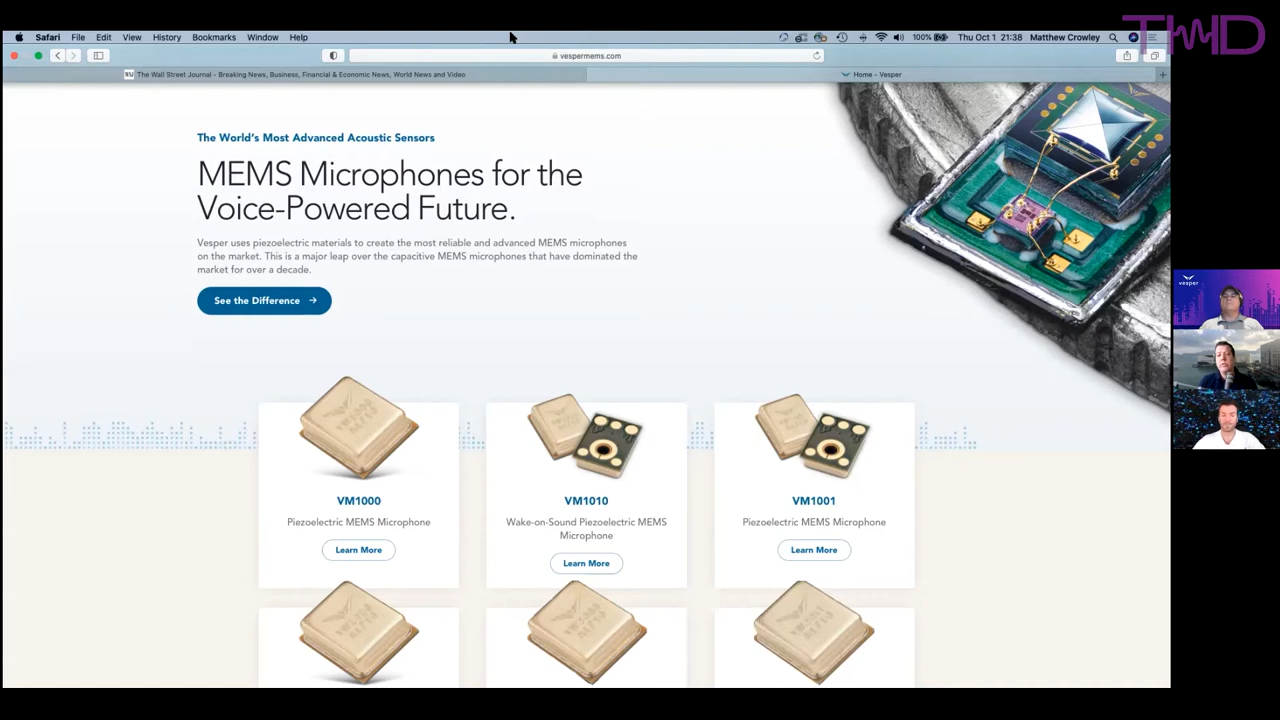 TWD
Safari File Edit View History Bookmarks Window Help
100% Thu Oct 1 21:38 Matthew Crowley
vespermems.com
WSJ The Wall Street Journal - Breaking News, Business, Financial & Economic News, World News and Video
Home - Vesper
The World's Most Advanced Acoustic Sensors
MEMS Microphones for the
Voice-Powered Future.
Vesper uses piezoelectric materials to create the most reliable and advanced MEMS microphones
on the market. This is a major leap over the capacitive MEMS microphones that have dominated the
market for over a decade.
See the Difference →
vesper
VM1000
Piezoelectric MEMS Microphone
Learn More
VM1010
Wake-on-Sound Piezoelectric MEMS
Microphone
Learn More
VM1001
Piezoelectric MEMS Microphone
Learn More